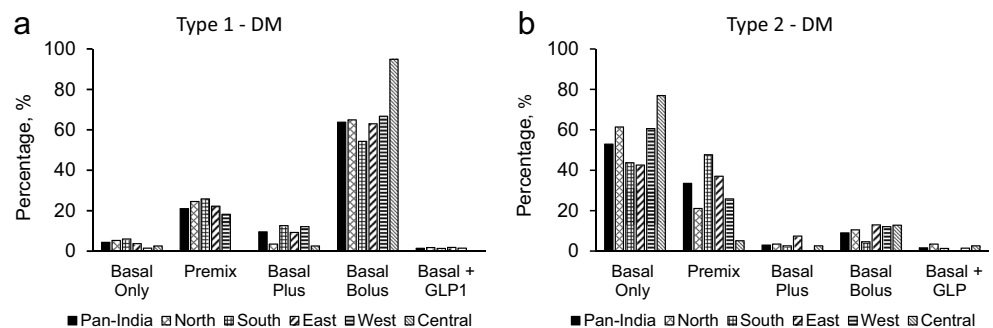 a
Type 1 - DM
Percentage, %
100
80
60
40
20
0
Basal Only
Premix
Basal Plus
Basal Bolus
Basal + GLP1
Pan-India North South East West Central
b
Type 2 - DM
Percentage, %
100
80
60
40
20
0
Basal Only
Premix
Basal Plus
Basal Bolus
Basal + GLP
Pan-India North South East West Central